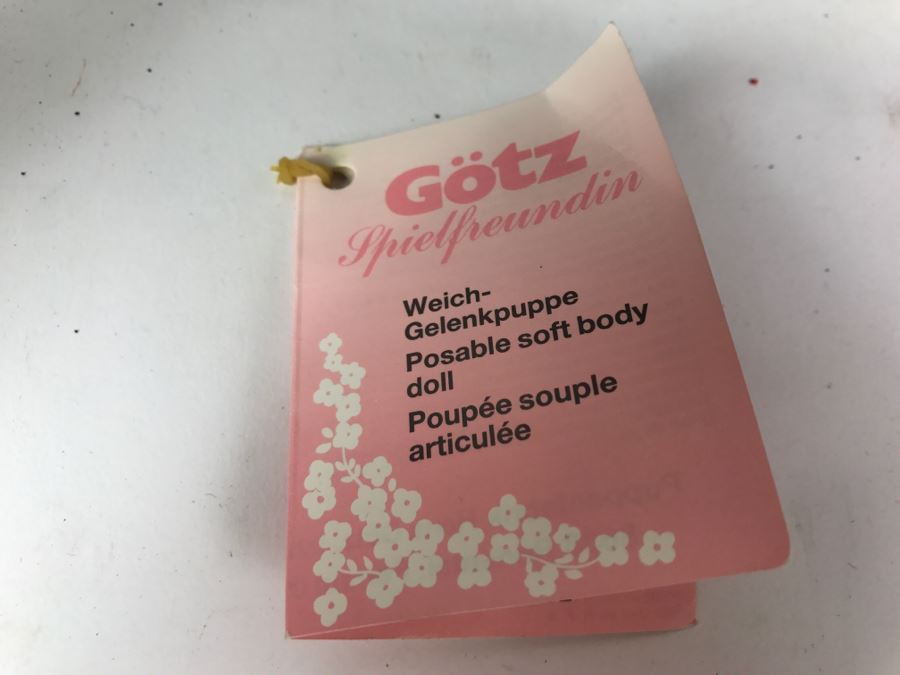 Götz
Spielfreundin
Weich-
Gelenkpuppe
Posable soft body
doll
Poupée souple
articulée